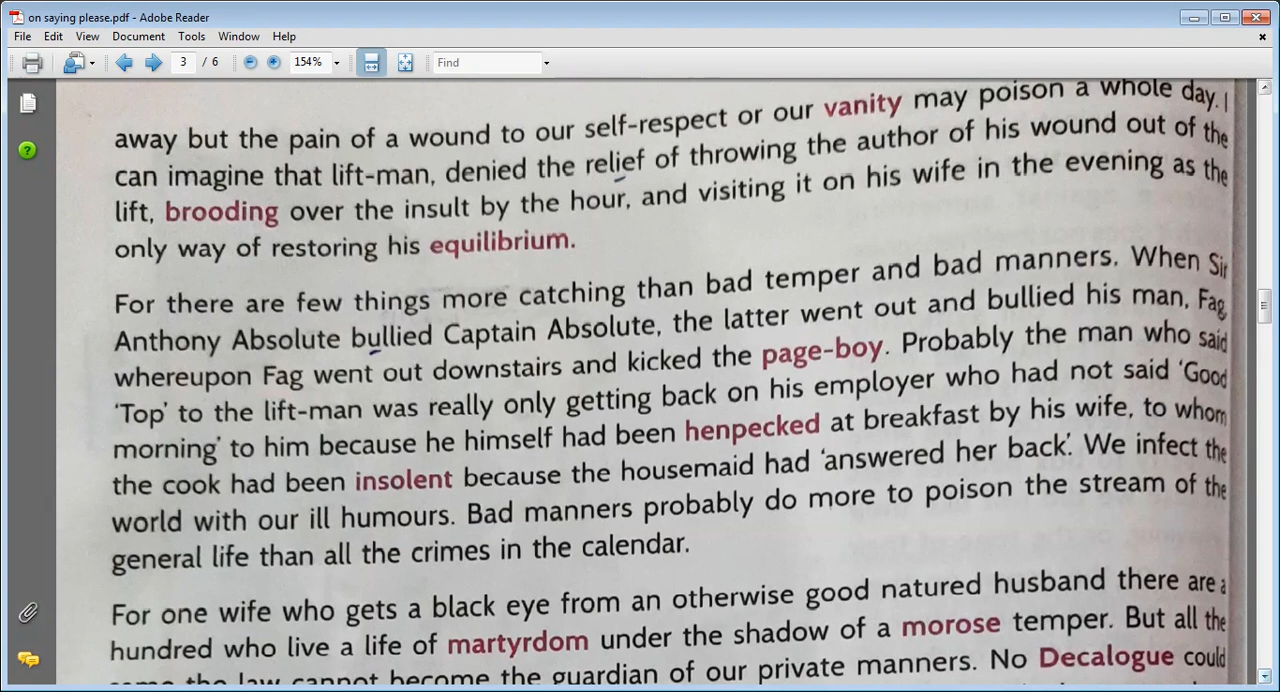 on saying please.pdf - Adobe Reader
File Edit View Document Tools Window Help
3 / 6 154% Find
away but the pain of a wound to our self-respect or our vanity may poison a whole day. I
can imagine that lift-man, denied the relief of throwing the author of his wound out of the
lift, brooding over the insult by the hour, and visiting it on his wife in the evening as the
only way of restoring his equilibrium.
For there are few things more catching than bad temper and bad manners. When Sir
Anthony Absolute bullied Captain Absolute, the latter went out and bullied his man, Fag,
whereupon Fag went out downstairs and kicked the page-boy. Probably the man who said
‘Top’ to the lift-man was really only getting back on his employer who had not said ‘Good
morning’ to him because he himself had been henpecked at breakfast by his wife, to whom
the cook had been insolent because the housemaid had ‘answered her back’. We infect the
world with our ill humours. Bad manners probably do more to poison the stream of the
general life than all the crimes in the calendar.
For one wife who gets a black eye from an otherwise good natured husband there are a
hundred who live a life of martyrdom under the shadow of a morose temper. But all the
same the law cannot become the guardian of our private manners. No Decalogue could